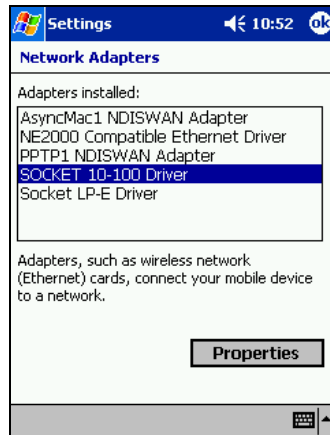 Settings 10:52 ok
Network Adapters
Adapters installed:
AsyncMac1 NDISWAN Adapter
NE2000 Compatible Ethernet Driver
PPTP1 NDISWAN Adapter
SOCKET 10-100 Driver
Socket LP-E Driver
Adapters, such as wireless network
(Ethernet) cards, connect your mobile device
to a network.
Properties